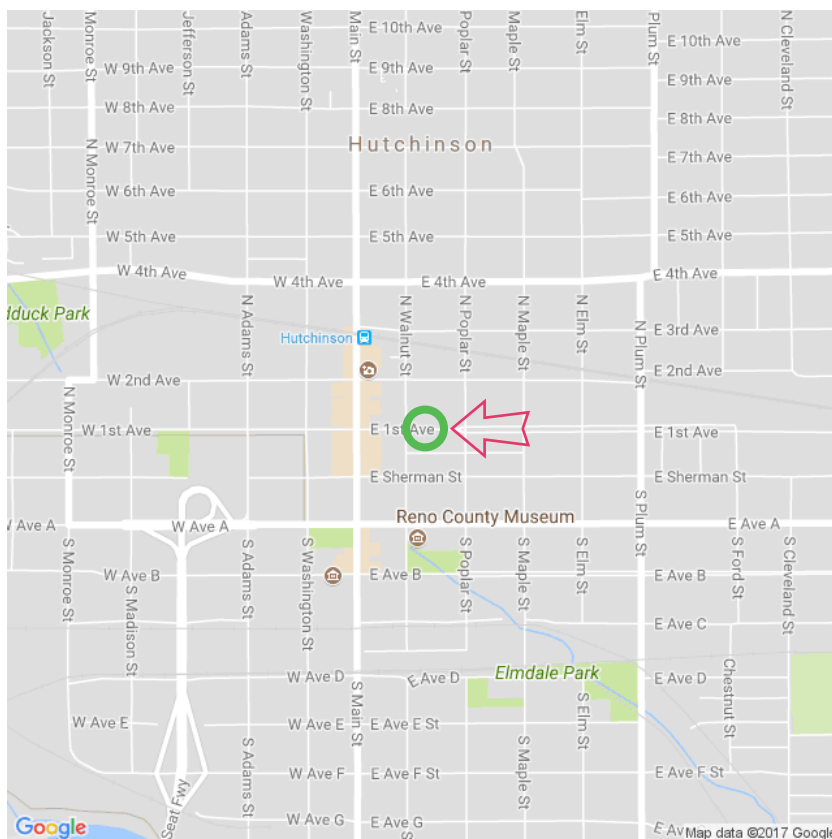 Jackson St
Monroe St
Jefferson St
Adams St
Washington St
Main St
E 10th Ave
Poplar St
Maple St
Elm St
Plum St
E 10th Ave
N Cleveland St
W 9th Ave
E 9th Ave
E 9th Ave
W 8th Ave
E 8th Ave
E 8th Ave
N Monroe St
W 7th Ave
Hutchinson
E 7th Ave
E 7th Ave
W 6th Ave
E 6th Ave
E 6th Ave
W 5th Ave
E 5th Ave
E 5th Ave
W 4th Ave
W 4th Ave
E 4th Ave
E 4th Ave
dduck Park
N Adams St
Hutchinson
N Walnut St
N Poplar St
N Maple St
N Elm St
N Plum St
E 3rd Ave
W 2nd Ave
E 2nd Ave
N Monroe St
W 1st Ave
E 1st Ave
E 1st Ave
E Sherman St
E Sherman St
W Ave A
W Ave A
Reno County Museum
S Plum St
E Ave A
S Monroe St
S Madison St
S Adams St
S Washington St
W Ave B
E Ave B
S Poplar St
S Maple St
S Elm St
E Ave B
S Ford St
S Cleveland St
E Ave C
W Ave D
E Ave D
Elmdale Park
E Ave D
Chestnut St
S Main St
W Ave E
W Ave E
E Ave E St
S Elm St
S Adams St
S Maple St
W Ave F
E Ave F St
E Ave F St
Seat Fwy
W Ave G
E Ave G
S
E Ave
Google
Map data ©2017 Google